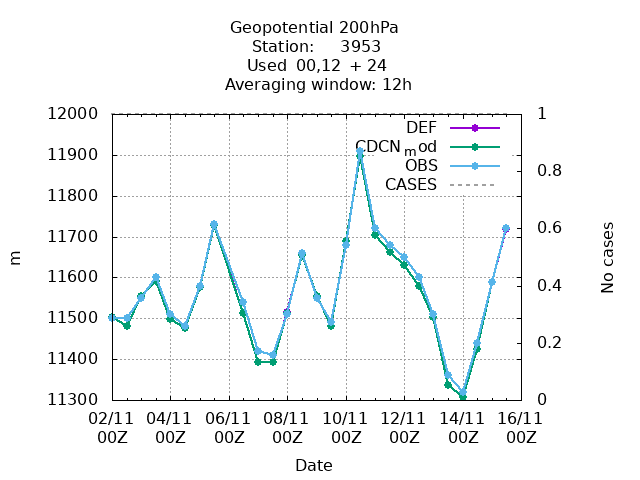 Geopotential 200hPa
Station: 3953
Used 00,12 + 24
Averaging window: 12h
12000
11900
11800
11700
11600
11500
11400
11300
m
DEF
CDCN_mod
OBS
CASES
1
0.8
0.6
0.4
0.2
0
No cases
02/11 04/11 06/11 08/11 10/11 12/11 14/11 16/11
00Z 00Z 00Z 00Z 00Z 00Z 00Z 00Z
Date